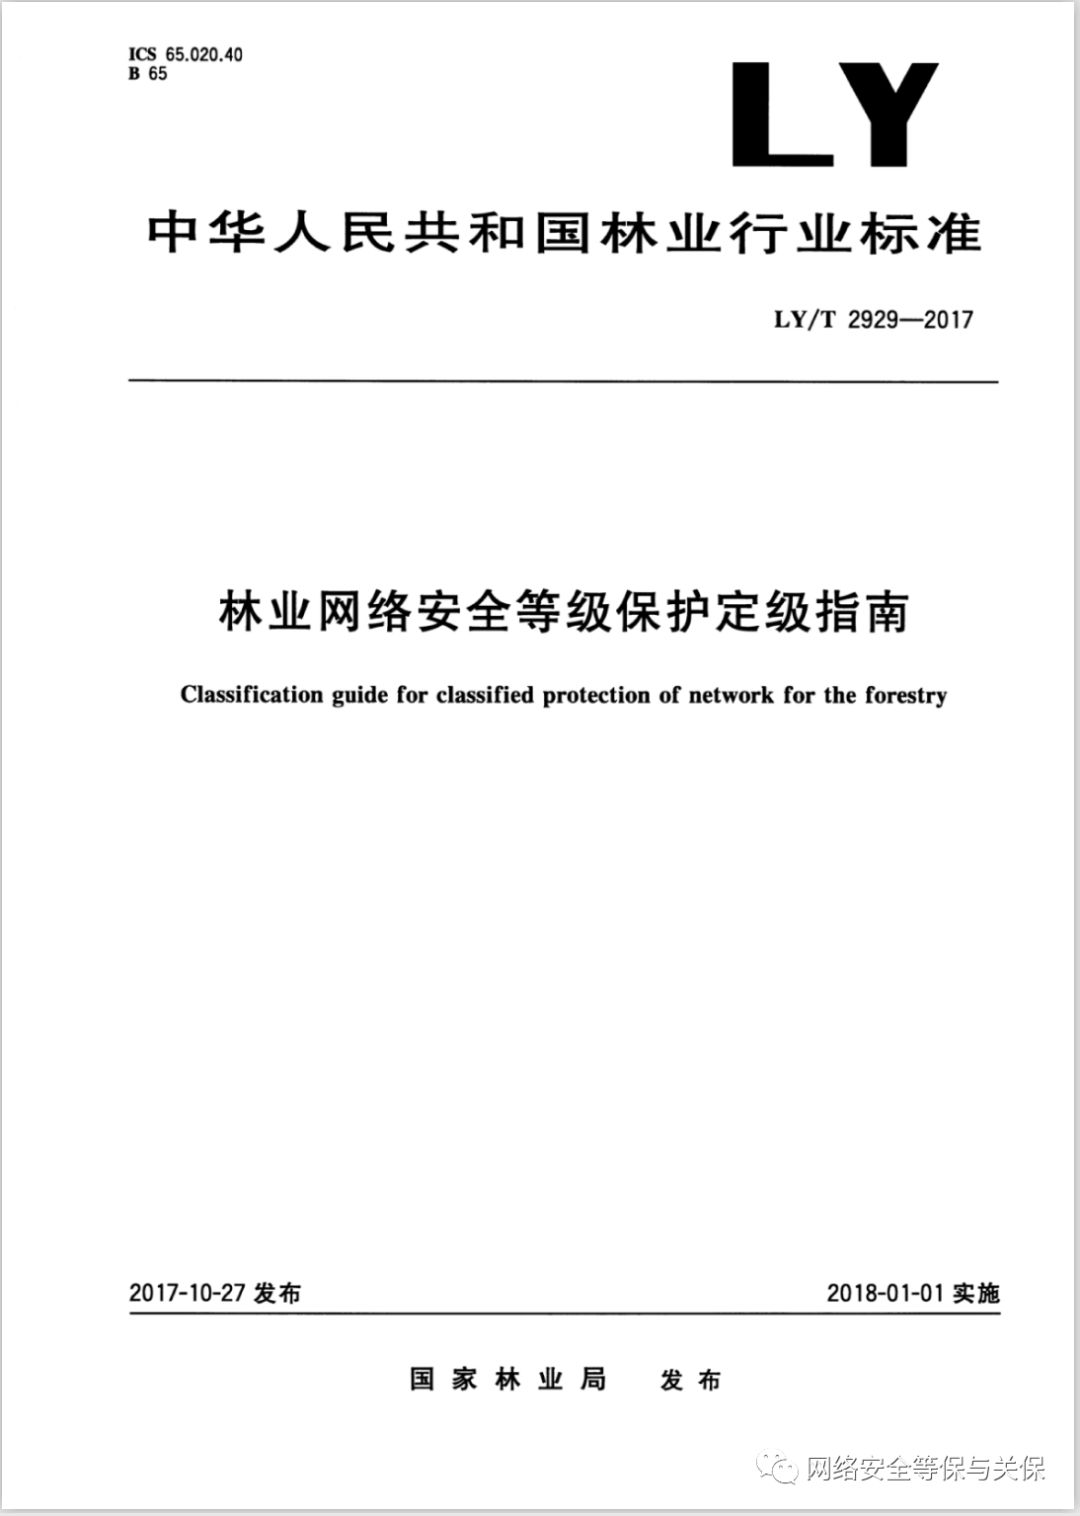 ICS 65.020.40
B 65
LY
中华人民共和国林业行业标准
LY/T 2929—2017
林业网络安全等级保护定级指南
Classification guide for classified protection of network for the forestry
2017-10-27 发布
2018-01-01 实施
国家林业局 发布
网络安全等保与关保